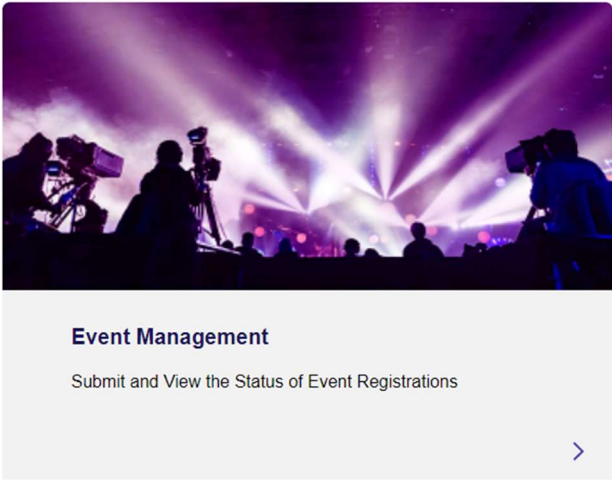 Event Management
Submit and View the Status of Event Registrations